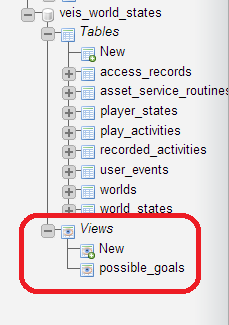 veis_world_states
Tables
New
access_records
asset_service_routines
player_states
play_activities
recorded_activities
user_events
worlds
world_states
Views
New
possible_goals